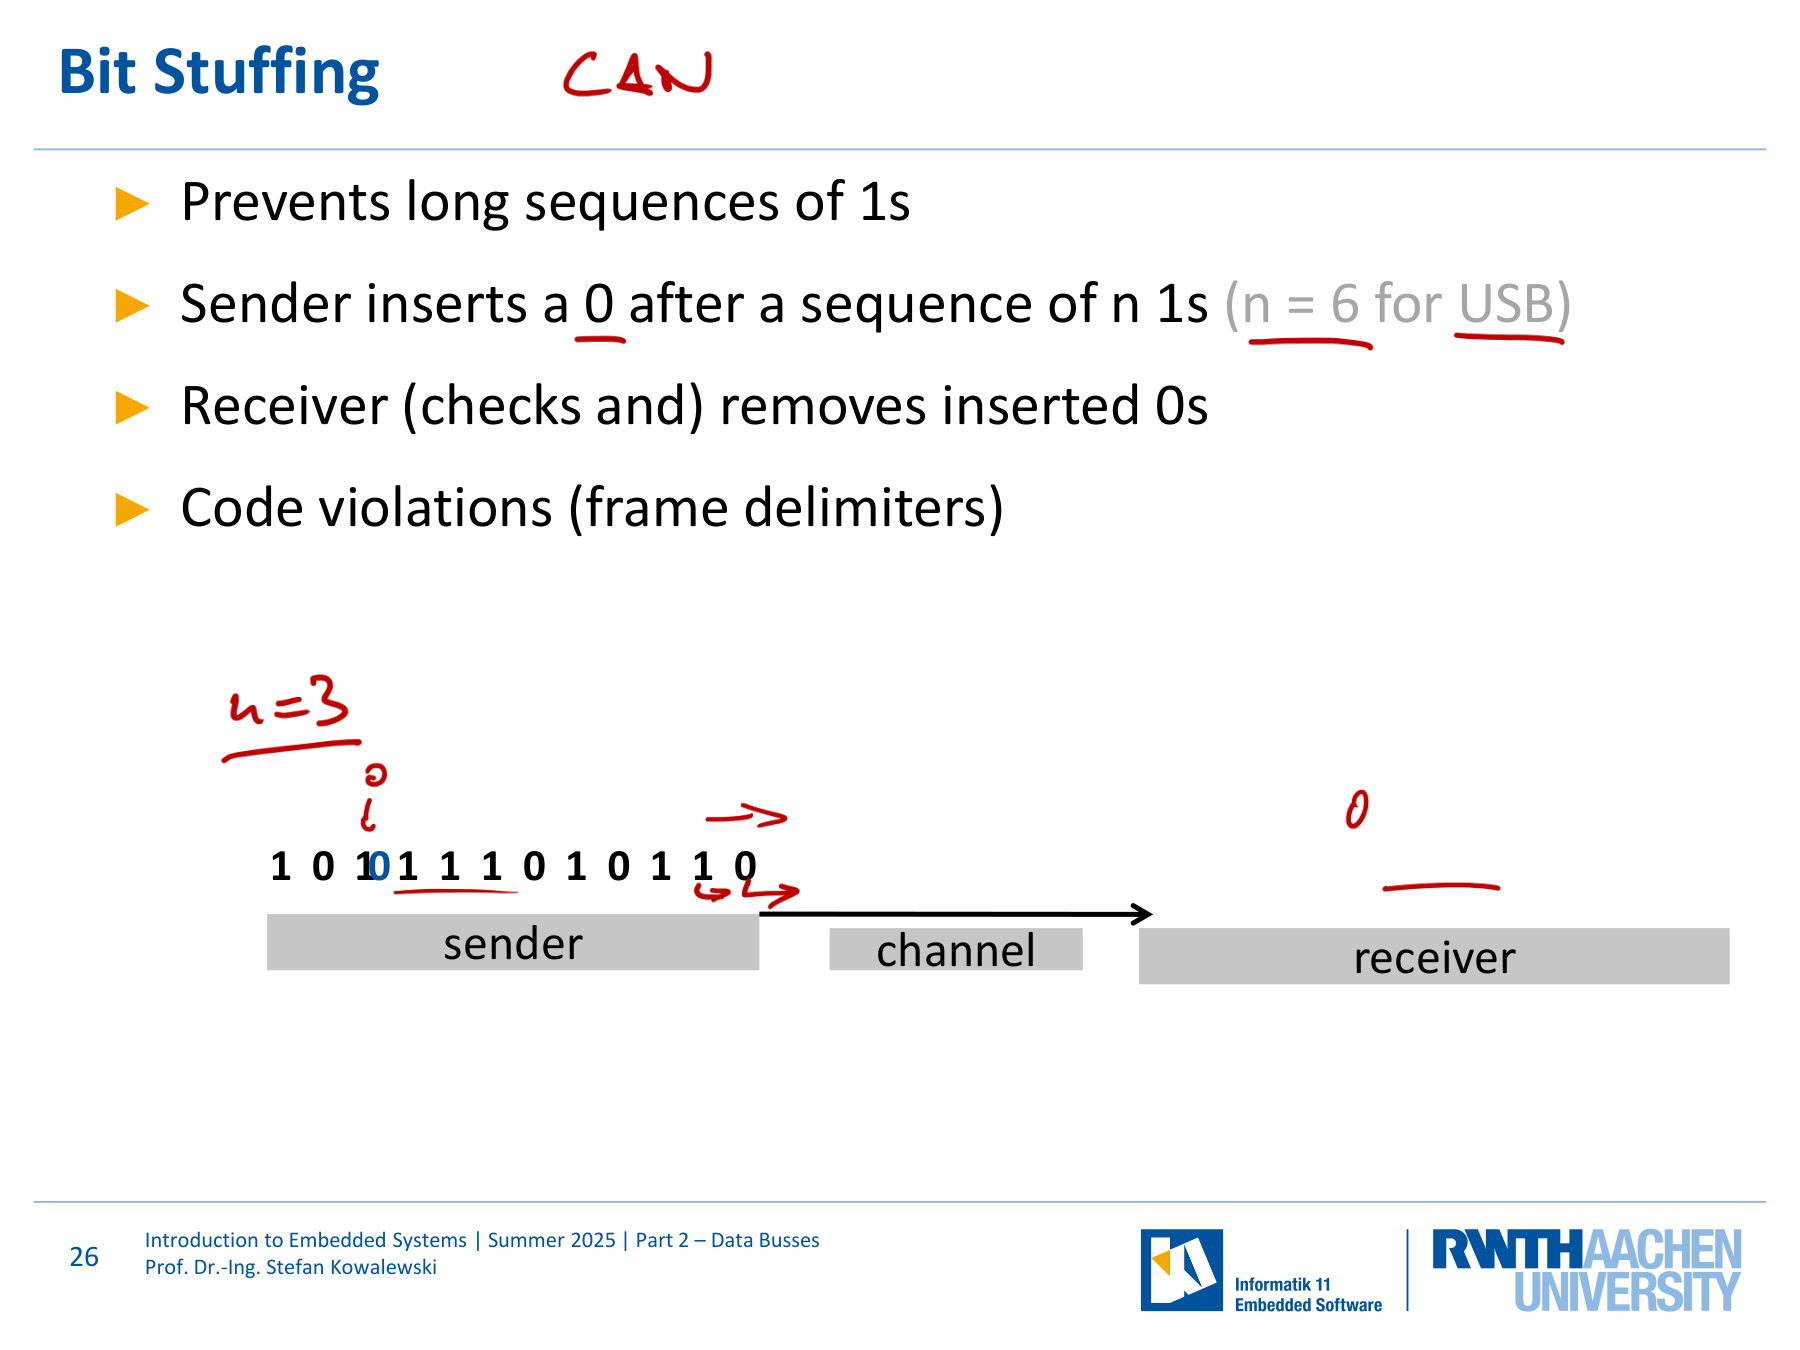 Bit Stuffing CAN
► Prevents long sequences of 1s
► Sender inserts a 0 after a sequence of n 1s (n = 6 for USB)
► Receiver (checks and) removes inserted 0s
► Code violations (frame delimiters)
n=3
0
0
1 0 1 0 1 1 1 0 1 0 1 1 0
sender
channel
receiver
26
Introduction to Embedded Systems | Summer 2025 | Part 2 – Data Busses
Prof. Dr.-Ing. Stefan Kowalewski
Informatik 11
Embedded Software
RWTHAACHEN
UNIVERSITY